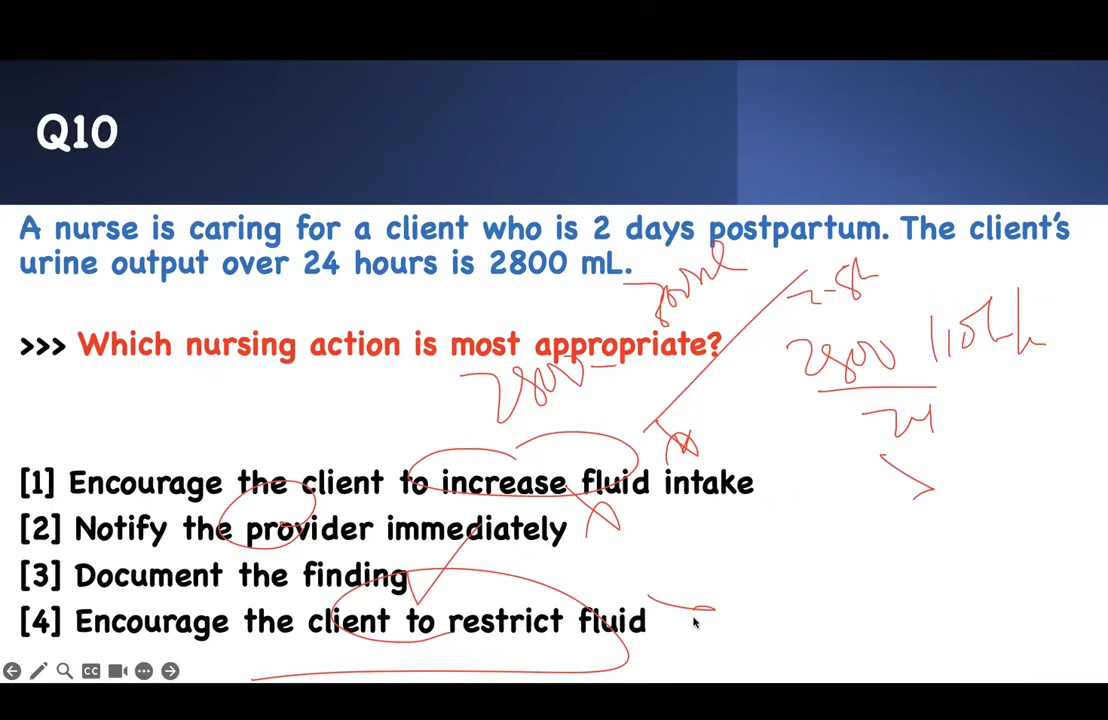 Q10
A nurse is caring for a client who is 2 days postpartum. The client's
urine output over 24 hours is 2800 mL.
>>> Which nursing action is most appropriate?
2800
2800
24
[1] Encourage the client to increase fluid intake
[2] Notify the provider immediately
[3] Document the finding
[4] Encourage the client to restrict fluid
CC